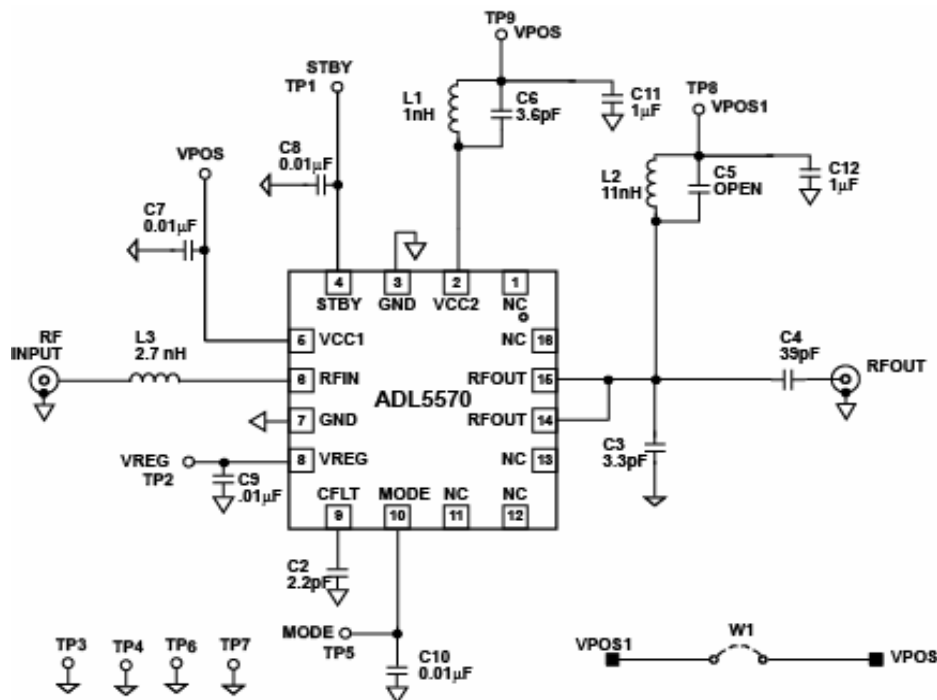 TP9
VPOS
STBY
TP1
L1
1nH
C6
3.6pF
C11
1μF
TP8
VPOS1
C8
0.01μF
VPOS
C7
0.01μF
L2
11nH
C5
OPEN
C12
1μF
4
3
2
1
STBY
GND
VCC2
NC
5
VCC1
NC
16
RF
INPUT
L3
2.7 nH
6
RFIN
RFOUT
15
C4
39pF
RFOUT
ADL5570
7
GND
RFOUT
14
VREG
TP2
8
VREG
NC
13
C3
3.3pF
C9
.01μF
CFLT
MODE
NC
NC
9
10
11
12
C2
2.2pF
MODE
TP5
C10
0.01μF
TP3
TP4
TP6
TP7
VPOS1
W1
VPOS